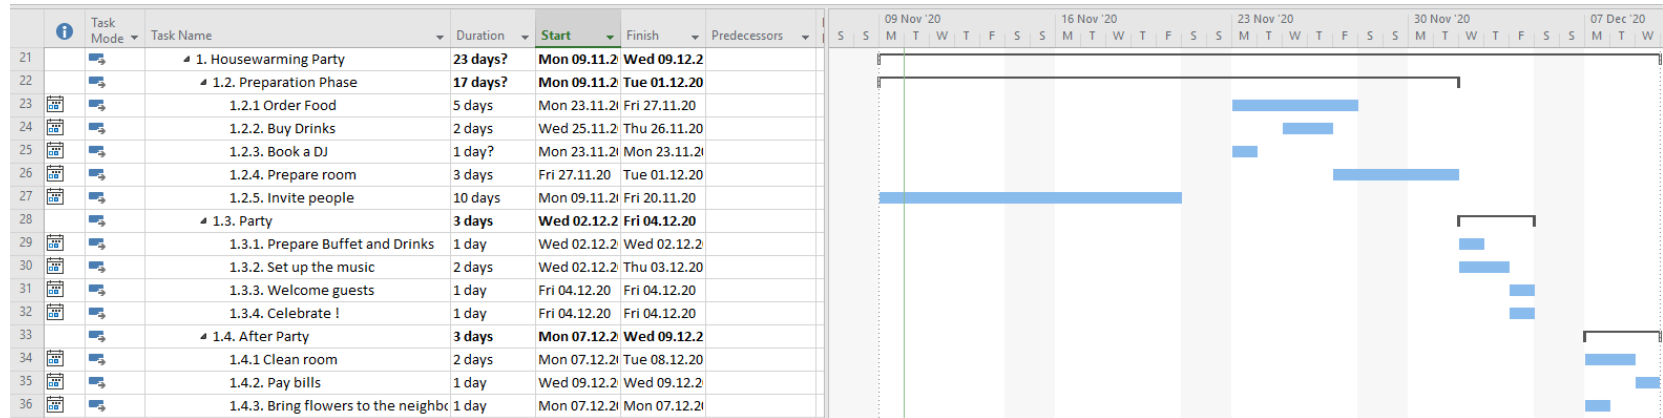 Task
Mode Task Name Duration Start Finish Predecessors
09 Nov '20 16 Nov '20 23 Nov '20 30 Nov '20 07 Dec '20
S S M T W T F S S M T W T F S S M T W T F S S M T W T F S S M T W
21 1. Housewarming Party 23 days? Mon 09.11.2 Wed 09.12.2
22 1.2. Preparation Phase 17 days? Mon 09.11.2 Tue 01.12.20
23 1.2.1 Order Food 5 days Mon 23.11.2 Fri 27.11.20
24 1.2.2. Buy Drinks 2 days Wed 25.11.2 Thu 26.11.20
25 1.2.3. Book a DJ 1 day? Mon 23.11.2 Mon 23.11.2
26 1.2.4. Prepare room 3 days Fri 27.11.20 Tue 01.12.20
27 1.2.5. Invite people 10 days Mon 09.11.2 Fri 20.11.20
28 1.3. Party 3 days Wed 02.12.2 Fri 04.12.20
29 1.3.1. Prepare Buffet and Drinks 1 day Wed 02.12.2 Wed 02.12.2
30 1.3.2. Set up the music 2 days Wed 02.12.2 Thu 03.12.20
31 1.3.3. Welcome guests 1 day Fri 04.12.20 Fri 04.12.20
32 1.3.4. Celebrate ! 1 day Fri 04.12.20 Fri 04.12.20
33 1.4. After Party 3 days Mon 07.12.2 Wed 09.12.2
34 1.4.1 Clean room 2 days Mon 07.12.2 Tue 08.12.20
35 1.4.2. Pay bills 1 day Wed 09.12.2 Wed 09.12.2
36 1.4.3. Bring flowers to the neighb 1 day Mon 07.12.2 Mon 07.12.2